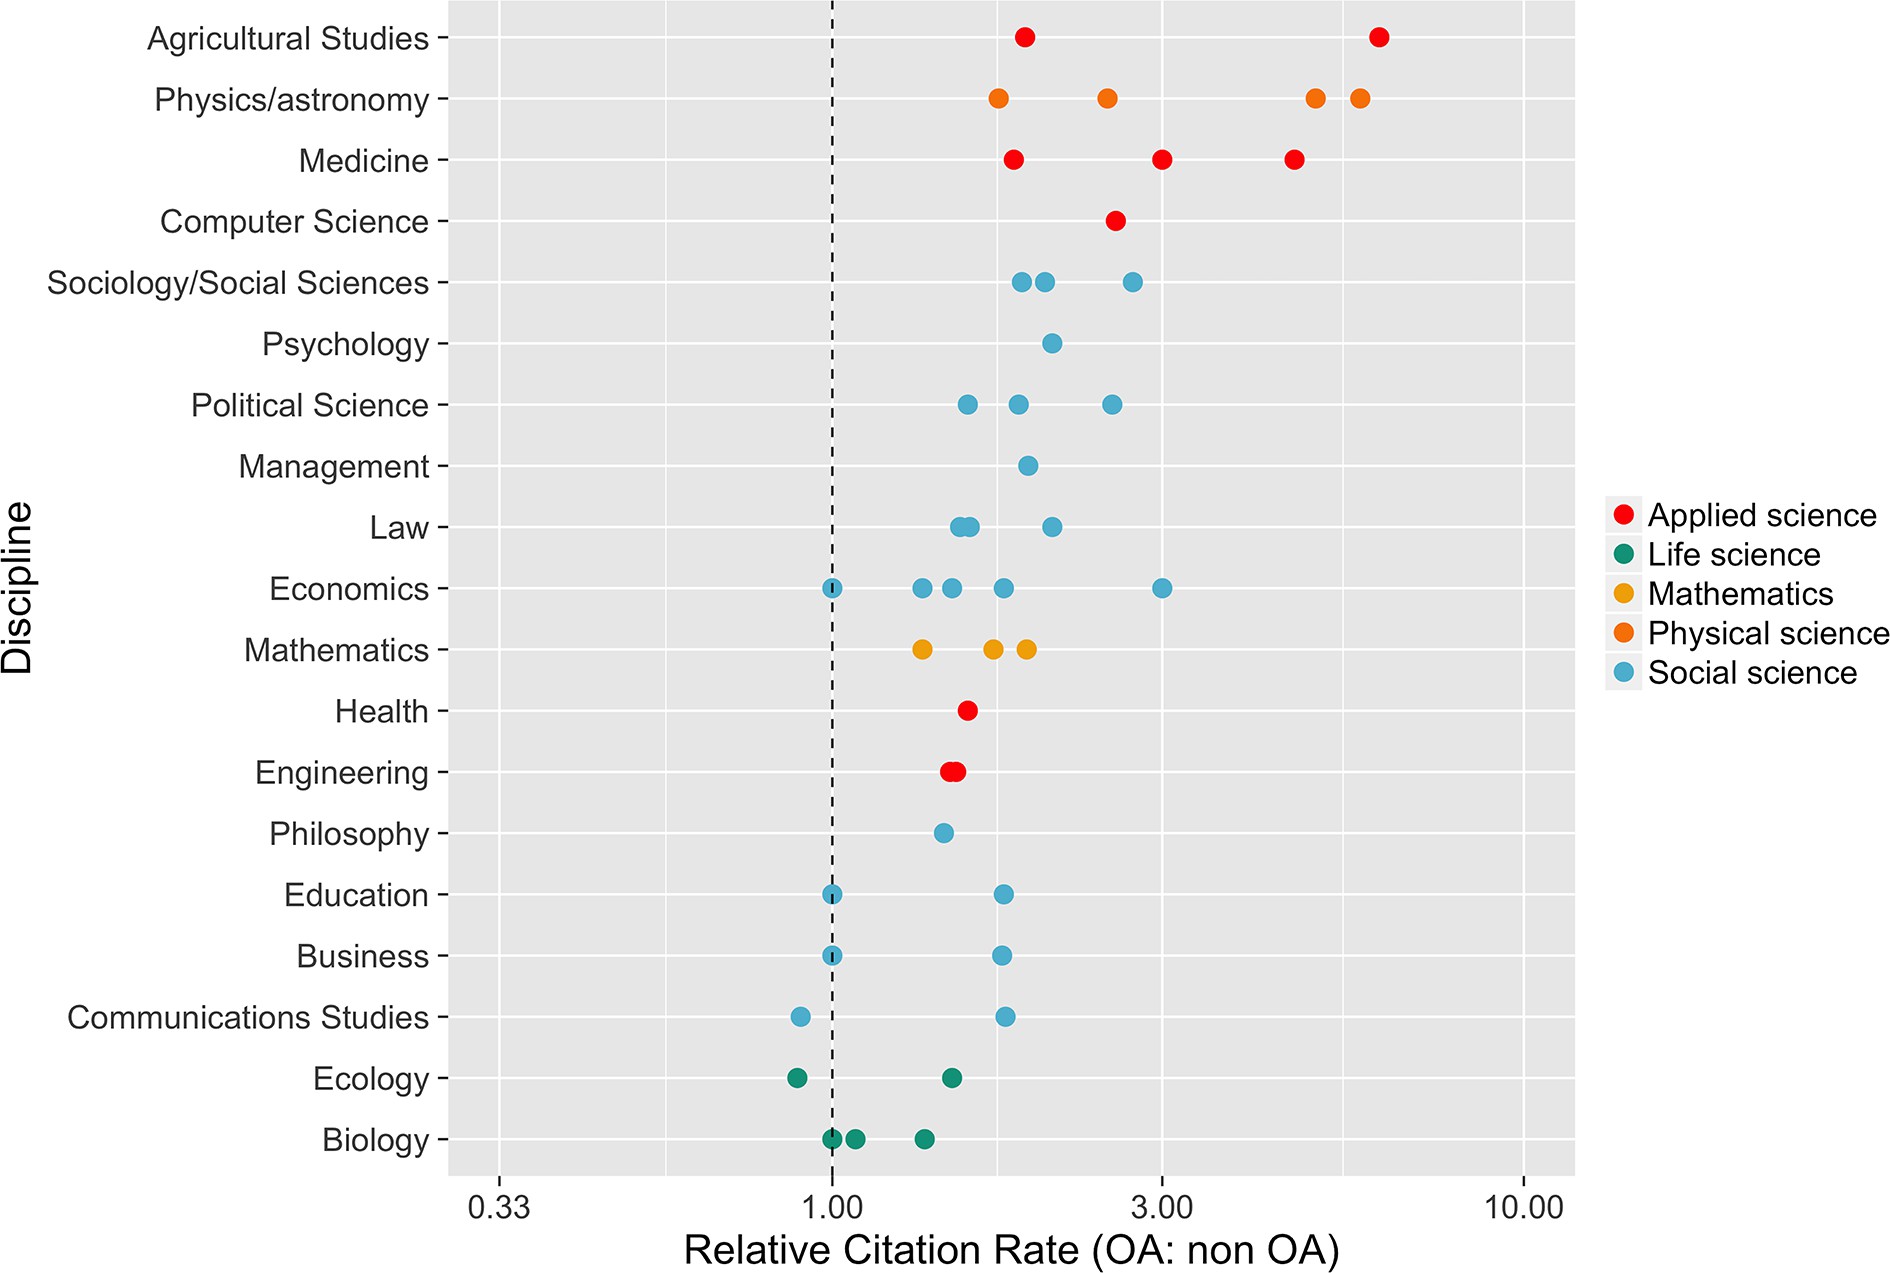 Agricultural Studies
Physics/astronomy
Medicine
Computer Science
Sociology/Social Sciences
Psychology
Political Science
Management
Law
Economics
Mathematics
Health
Engineering
Philosophy
Education
Business
Communications Studies
Ecology
Biology
Discipline
0.33 1.00 3.00 10.00
Relative Citation Rate (OA: non OA)
Applied science
Life science
Mathematics
Physical science
Social science